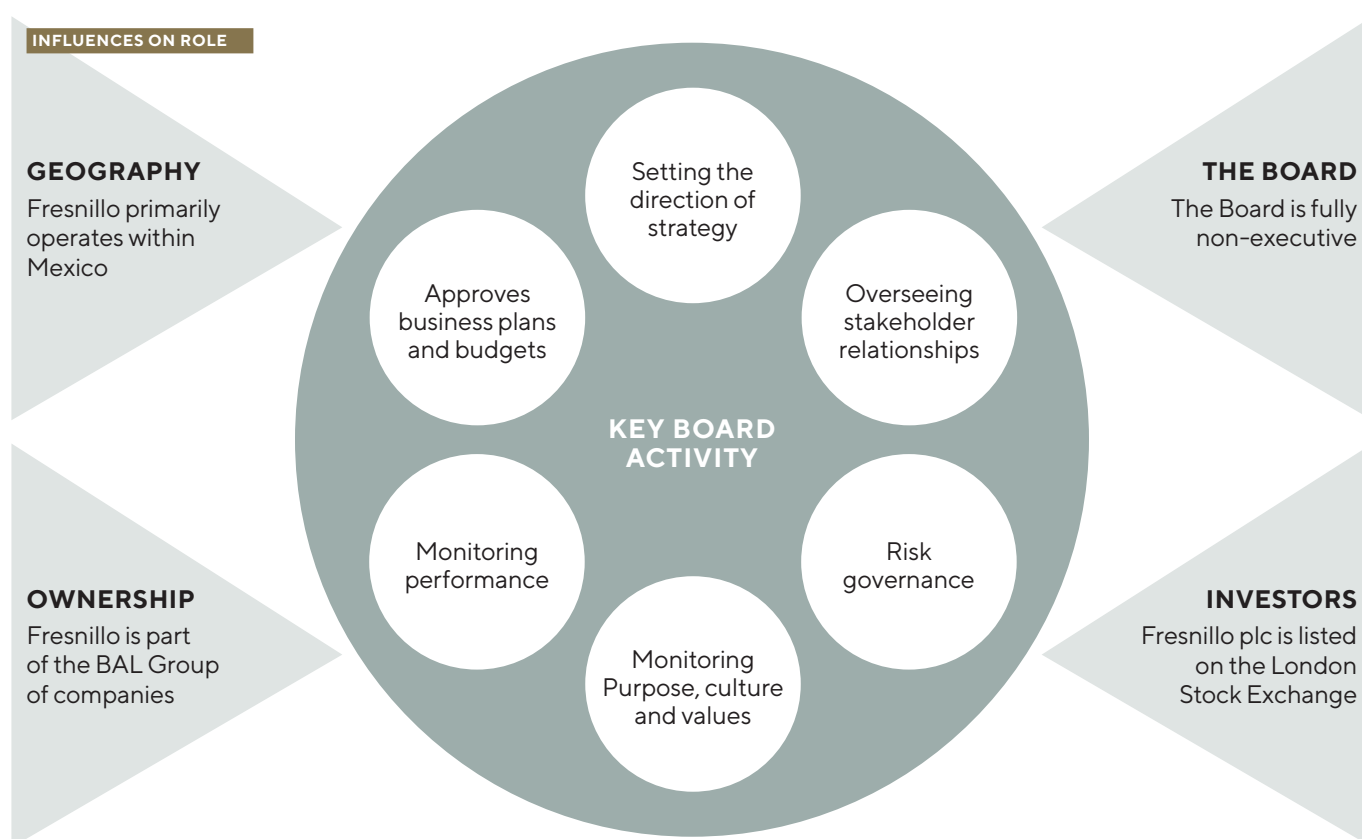 INFLUENCES ON ROLE
GEOGRAPHY
Fresnillo primarily
operates within
Mexico
OWNERSHIP
Fresnillo is part
of the BAL Group
of companies
Setting the
direction of
strategy
Approves
business plans
and budgets
Overseeing
stakeholder
relationships
KEY BOARD
ACTIVITY
Monitoring
performance
Risk
governance
Monitoring
Purpose, culture
and values
THE BOARD
The Board is fully
non-executive
INVESTORS
Fresnillo plc is listed
on the London
Stock Exchange